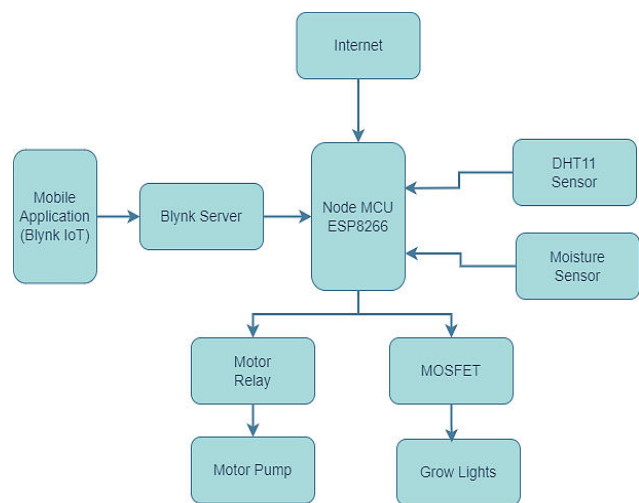 Internet
Mobile
Application
(Blynk IoT)
Blynk Server
Node MCU
ESP8266
DHT11
Sensor
Moisture
Sensor
Motor
Relay
MOSFET
Motor Pump
Grow Lights